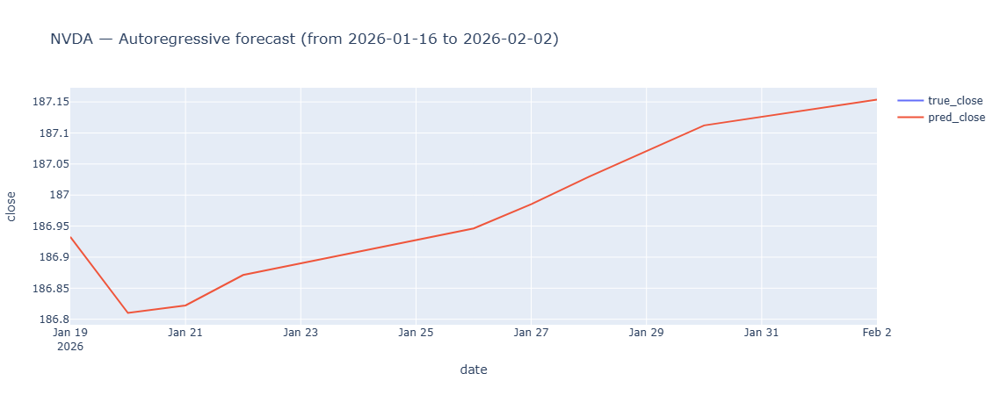 NVDA — Autoregressive forecast (from 2026-01-16 to 2026-02-02)
true_close
pred_close
187.15
187.1
187.05
187
186.95
186.9
186.85
186.8
close
Jan 19 Jan 21 Jan 23 Jan 25 Jan 27 Jan 29 Jan 31 Feb 2
2026
date